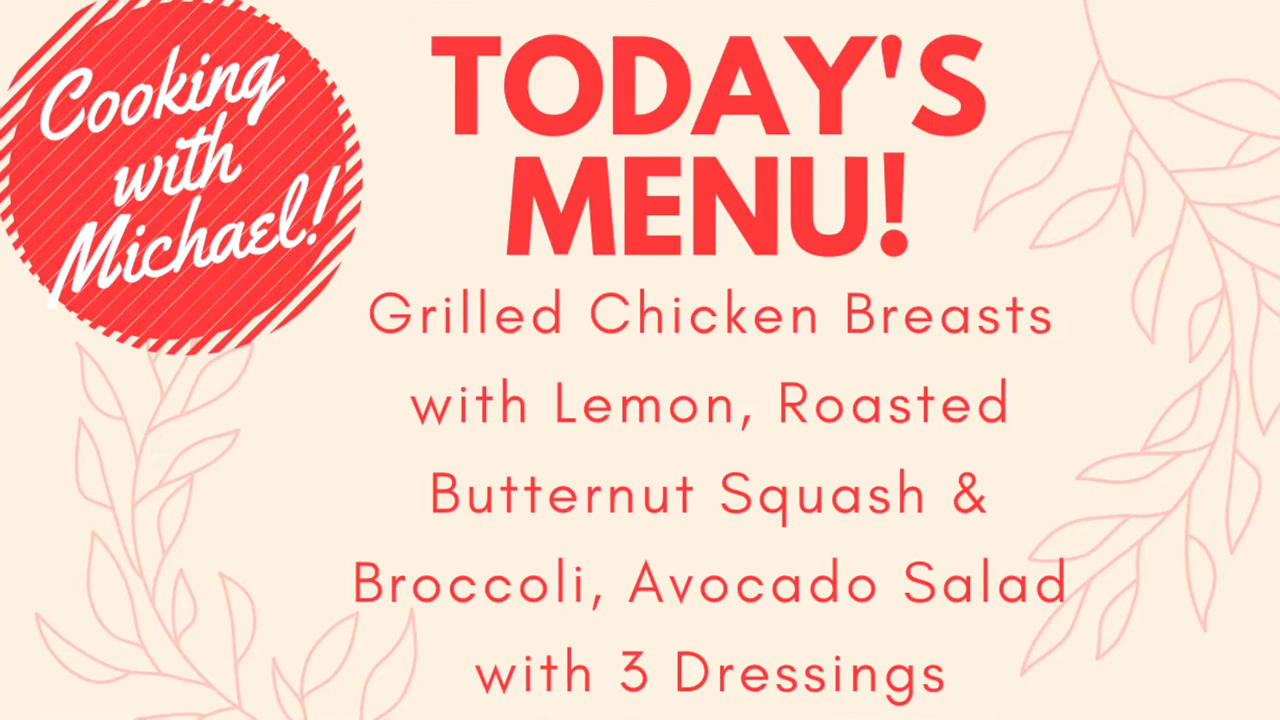 Cooking
with
Michael!
TODAY'S
MENU!
Grilled Chicken Breasts
with Lemon, Roasted
Butternut Squash &
Broccoli, Avocado Salad
with 3 Dressings